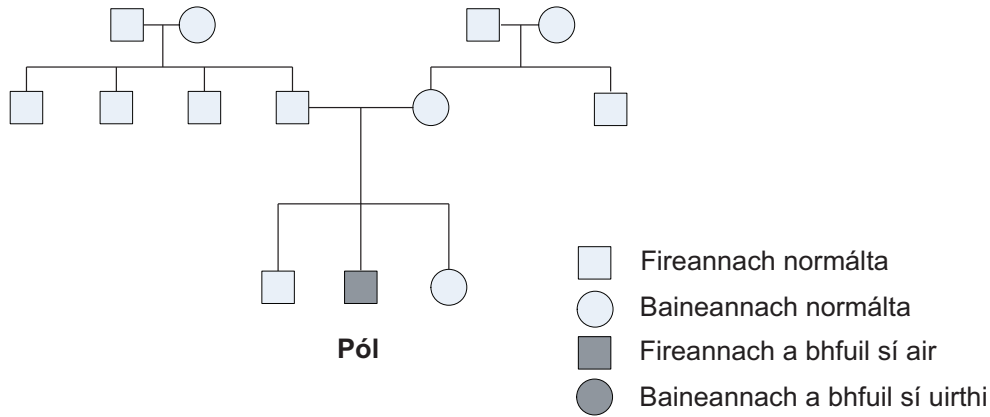 Fireannach normálta
Baineannach normálta
Pól
Fireannach a bhfuil sí air
Baineannach a bhfuil sí uirthi